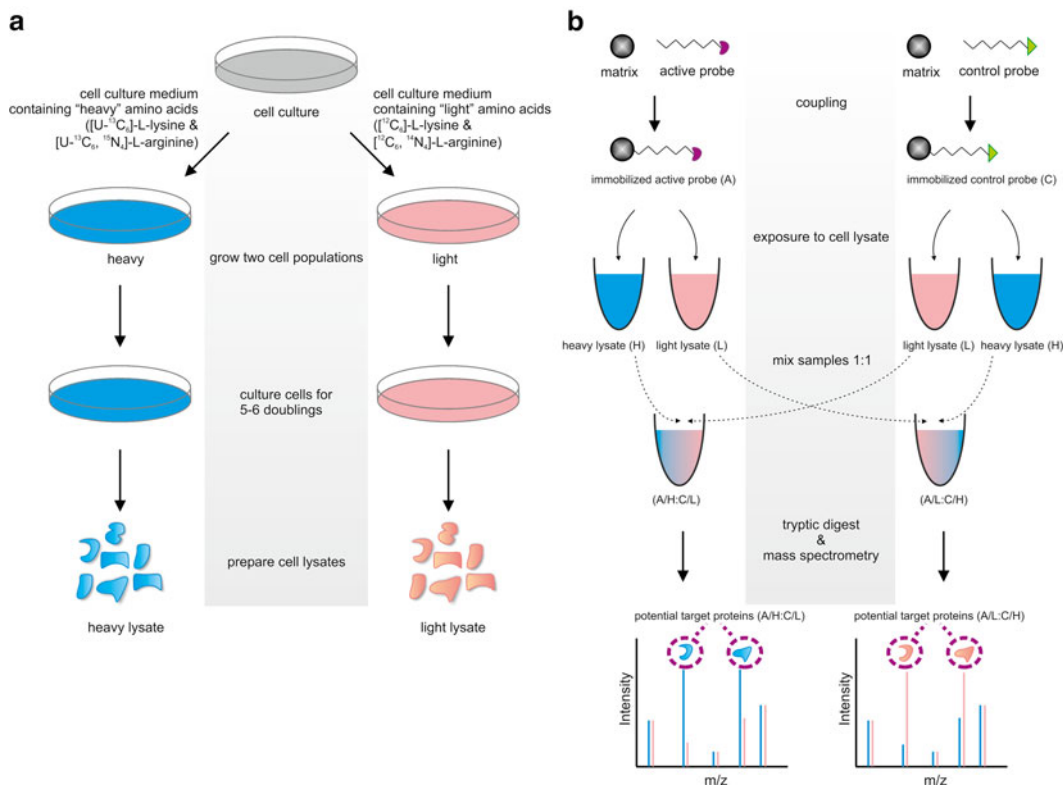 a
cell culture medium
containing “heavy” amino acids
([U-¹³C₆]-L-lysine &
[U-¹³C₆, ¹⁵N₄]-L-arginine)
cell culture
cell culture medium
containing “light” amino acids
([¹²C₆]-L-lysine &
[¹²C₆, ¹⁴N₄]-L-arginine)
heavy
grow two cell populations
light
culture cells for
5-6 doublings
prepare cell lysates
heavy lysate
light lysate
b
matrix
active probe
matrix
control probe
coupling
immobilized active probe (A)
immobilized control probe (C)
exposure to cell lysate
heavy lysate (H)
light lysate (L)
light lysate (L)
heavy lysate (H)
mix samples 1:1
(A/H:C/L)
(A/L:C/H)
tryptic digest
&
mass spectrometry
potential target proteins (A/H:C/L)
potential target proteins (A/L:C/H)
Intensity
m/z
Intensity
m/z